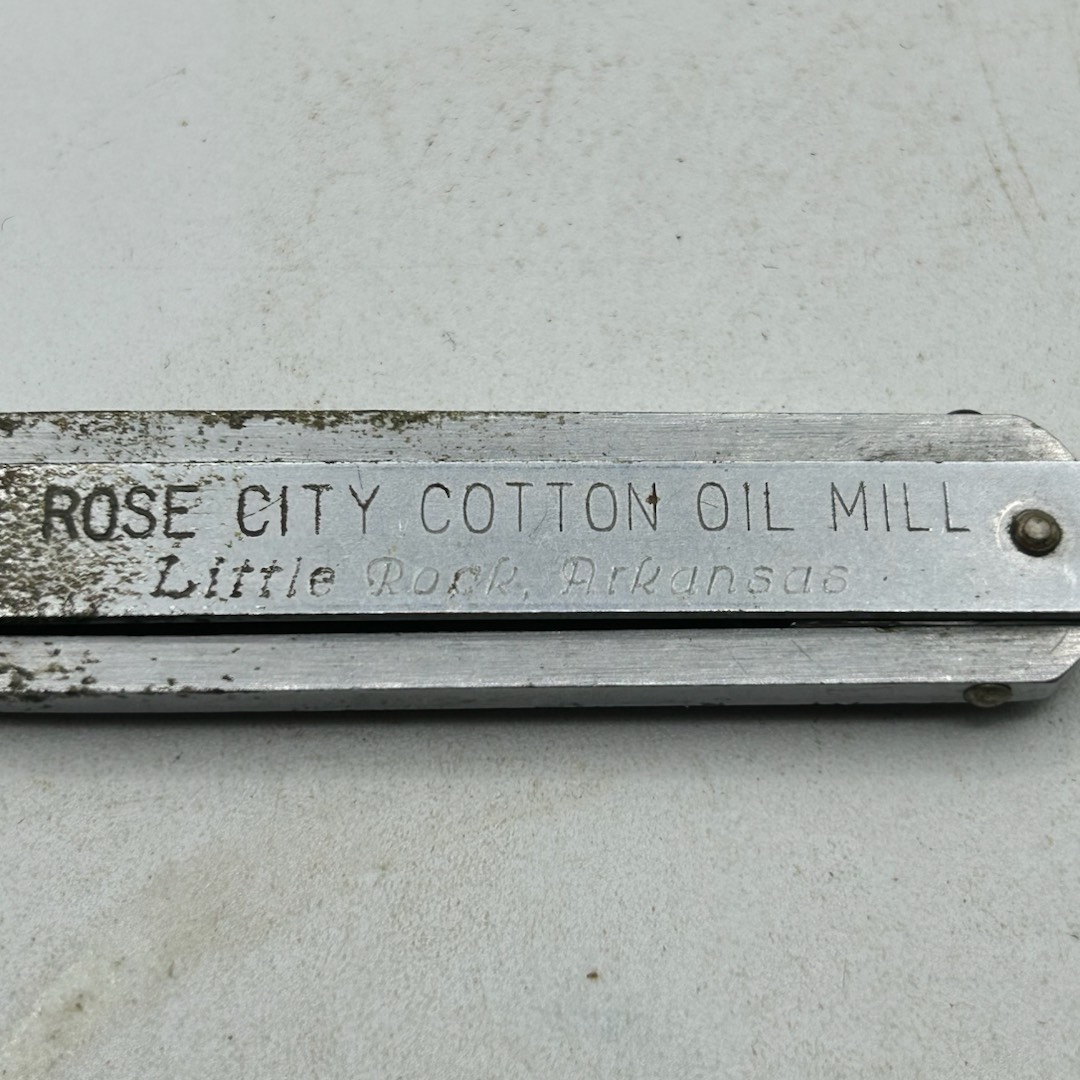 ROSE CITY COTTON OIL MILL
Little Rock, Arkansas